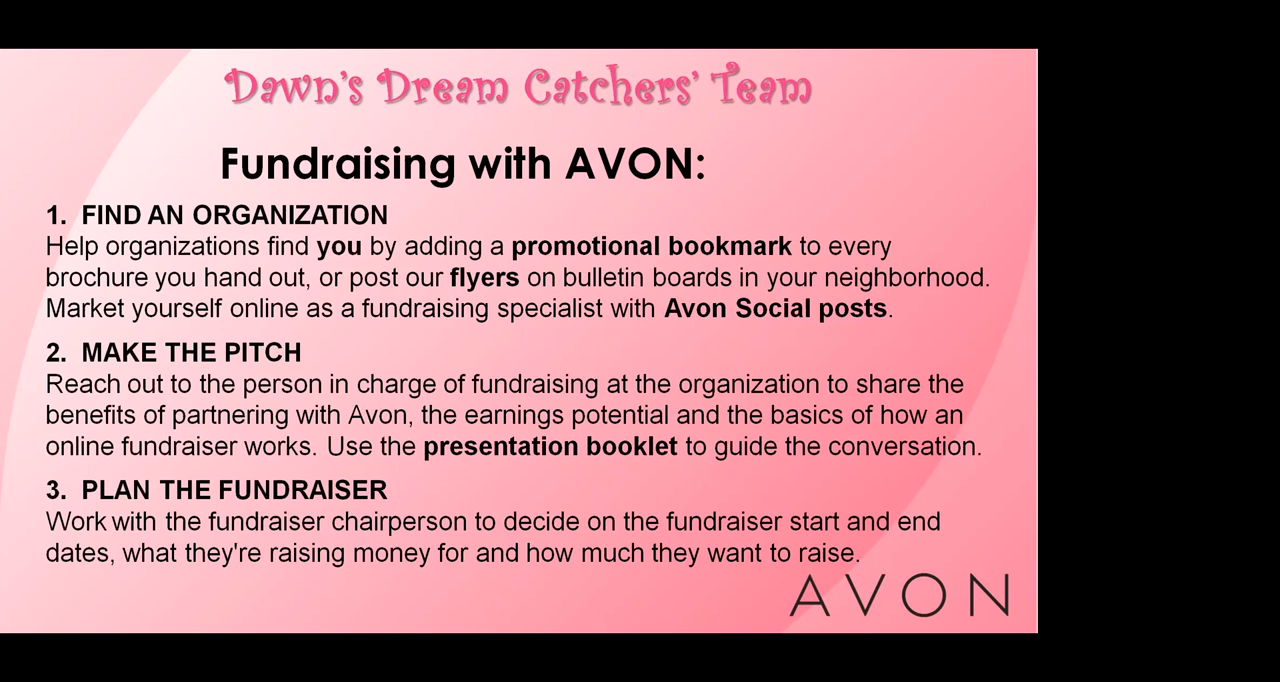 Dawn's Dream Catchers' Team
Fundraising with AVON:
1. FIND AN ORGANIZATION
Help organizations find you by adding a promotional bookmark to every
brochure you hand out, or post our flyers on bulletin boards in your neighborhood.
Market yourself online as a fundraising specialist with Avon Social posts.
2. MAKE THE PITCH
Reach out to the person in charge of fundraising at the organization to share the
benefits of partnering with Avon, the earnings potential and the basics of how an
online fundraiser works. Use the presentation booklet to guide the conversation.
3. PLAN THE FUNDRAISER
Work with the fundraiser chairperson to decide on the fundraiser start and end
dates, what they're raising money for and how much they want to raise.
AVON